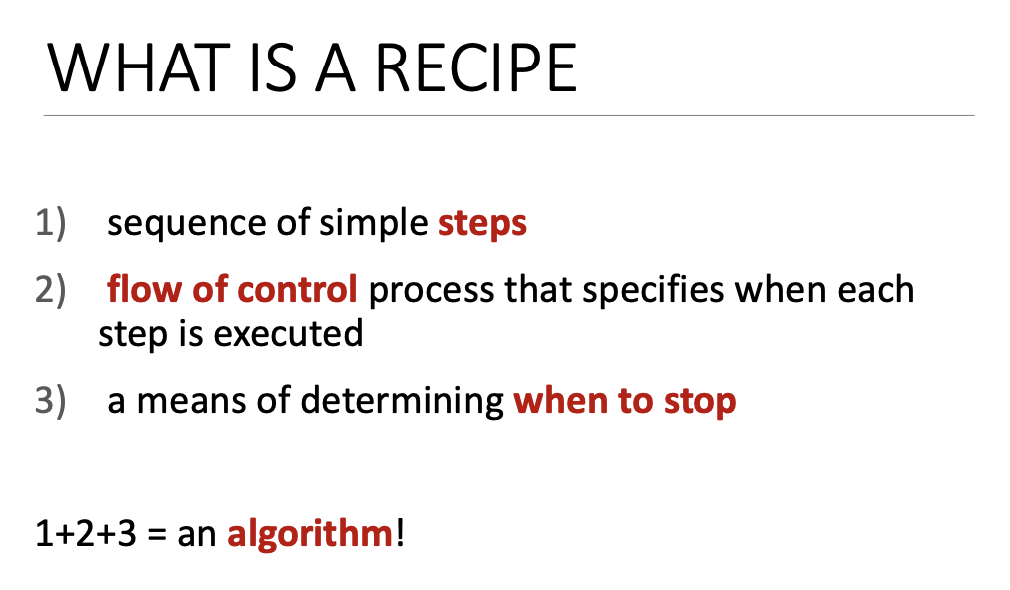 WHAT IS A RECIPE
1) sequence of simple steps
2) flow of control process that specifies when each
step is executed
3) a means of determining when to stop
1+2+3 = an algorithm!